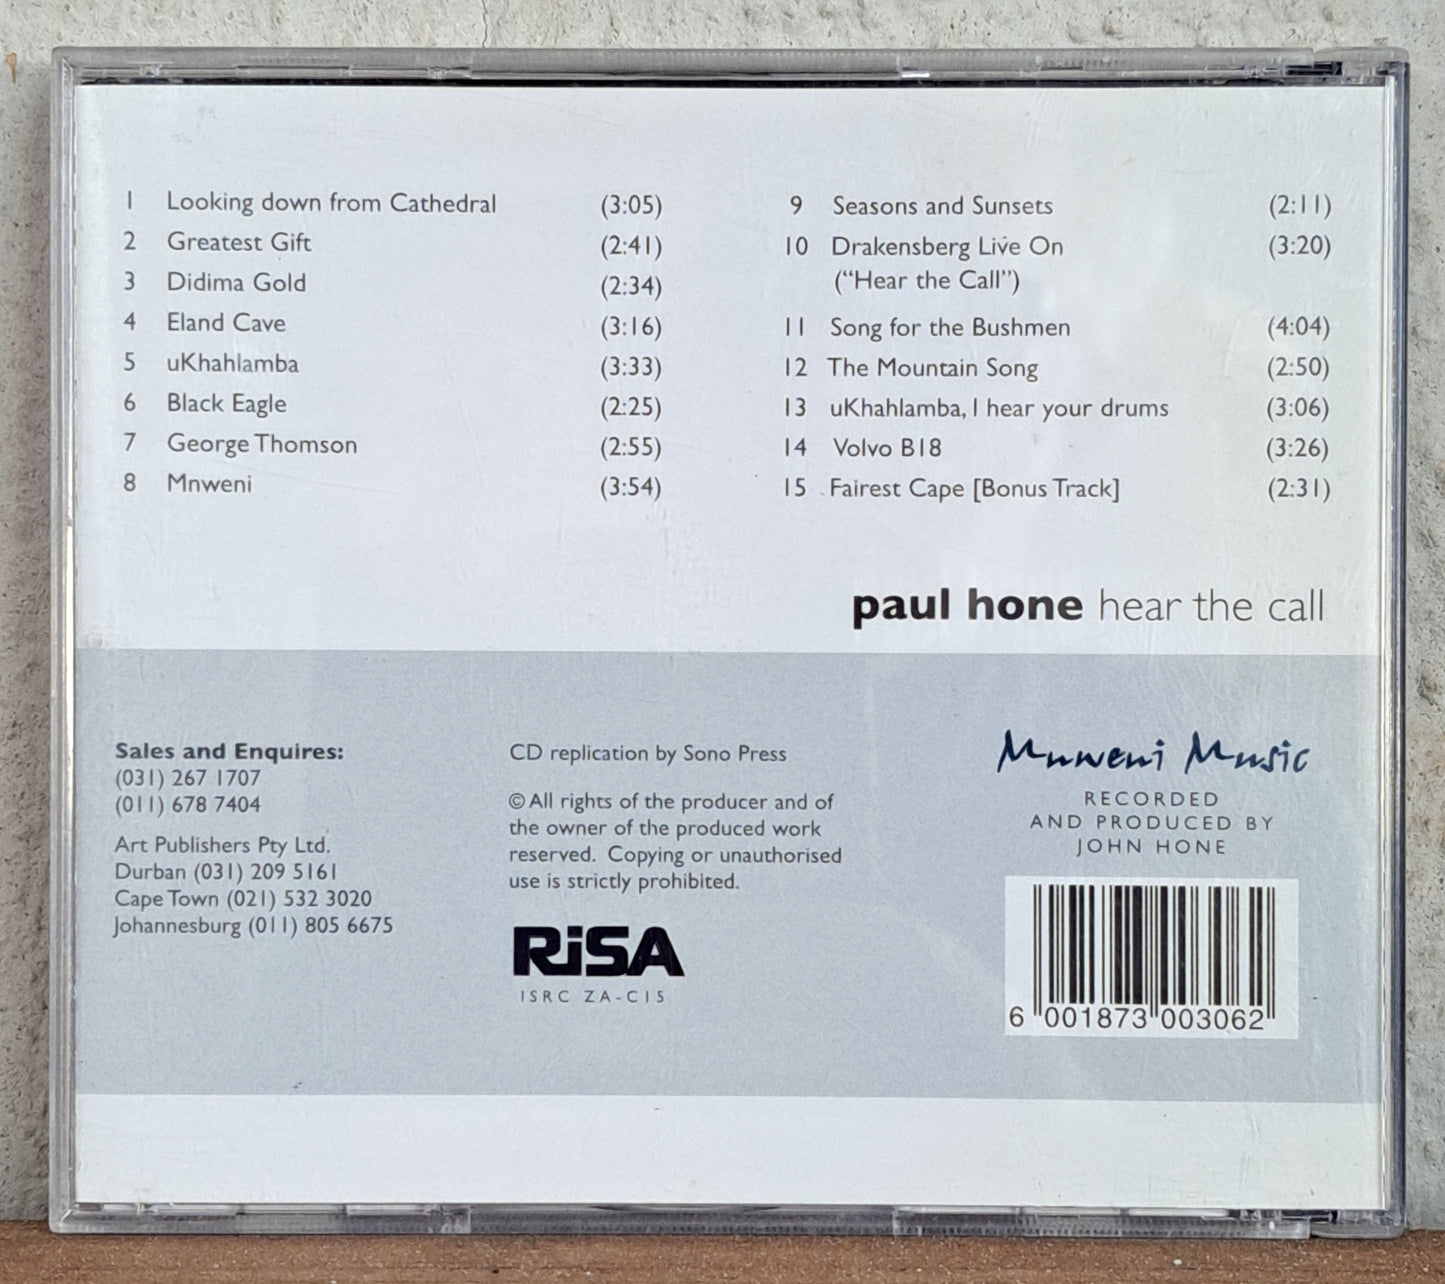 1 Looking down from Cathedral (3:05)
2 Greatest Gift (2:41)
3 Didima Gold (2:34)
4 Eland Cave (3:16)
5 uKhahlamba (3:33)
6 Black Eagle (2:25)
7 George Thomson (2:55)
8 Mnweni (3:54)
9 Seasons and Sunsets (2:11)
10 Drakensberg Live On (3:20)
("Hear the Call")
11 Song for the Bushmen (4:04)
12 The Mountain Song (2:50)
13 uKhahlamba, I hear your drums (3:06)
14 Volvo B18 (3:26)
15 Fairest Cape [Bonus Track] (2:31)
paul hone hear the call
Sales and Enquires:
(031) 267 1707
(011) 678 7404
Art Publishers Pty Ltd.
Durban (031) 209 5161
Cape Town (021) 532 3020
Johannesburg (011) 805 6675
CD replication by Sono Press
© All rights of the producer and of
the owner of the produced work
reserved. Copying or unauthorised
use is strictly prohibited.
RiSA
ISRC ZA-C15
Mnweni Music
RECORDED
AND PRODUCED BY
JOHN HONE
6 001873 003062